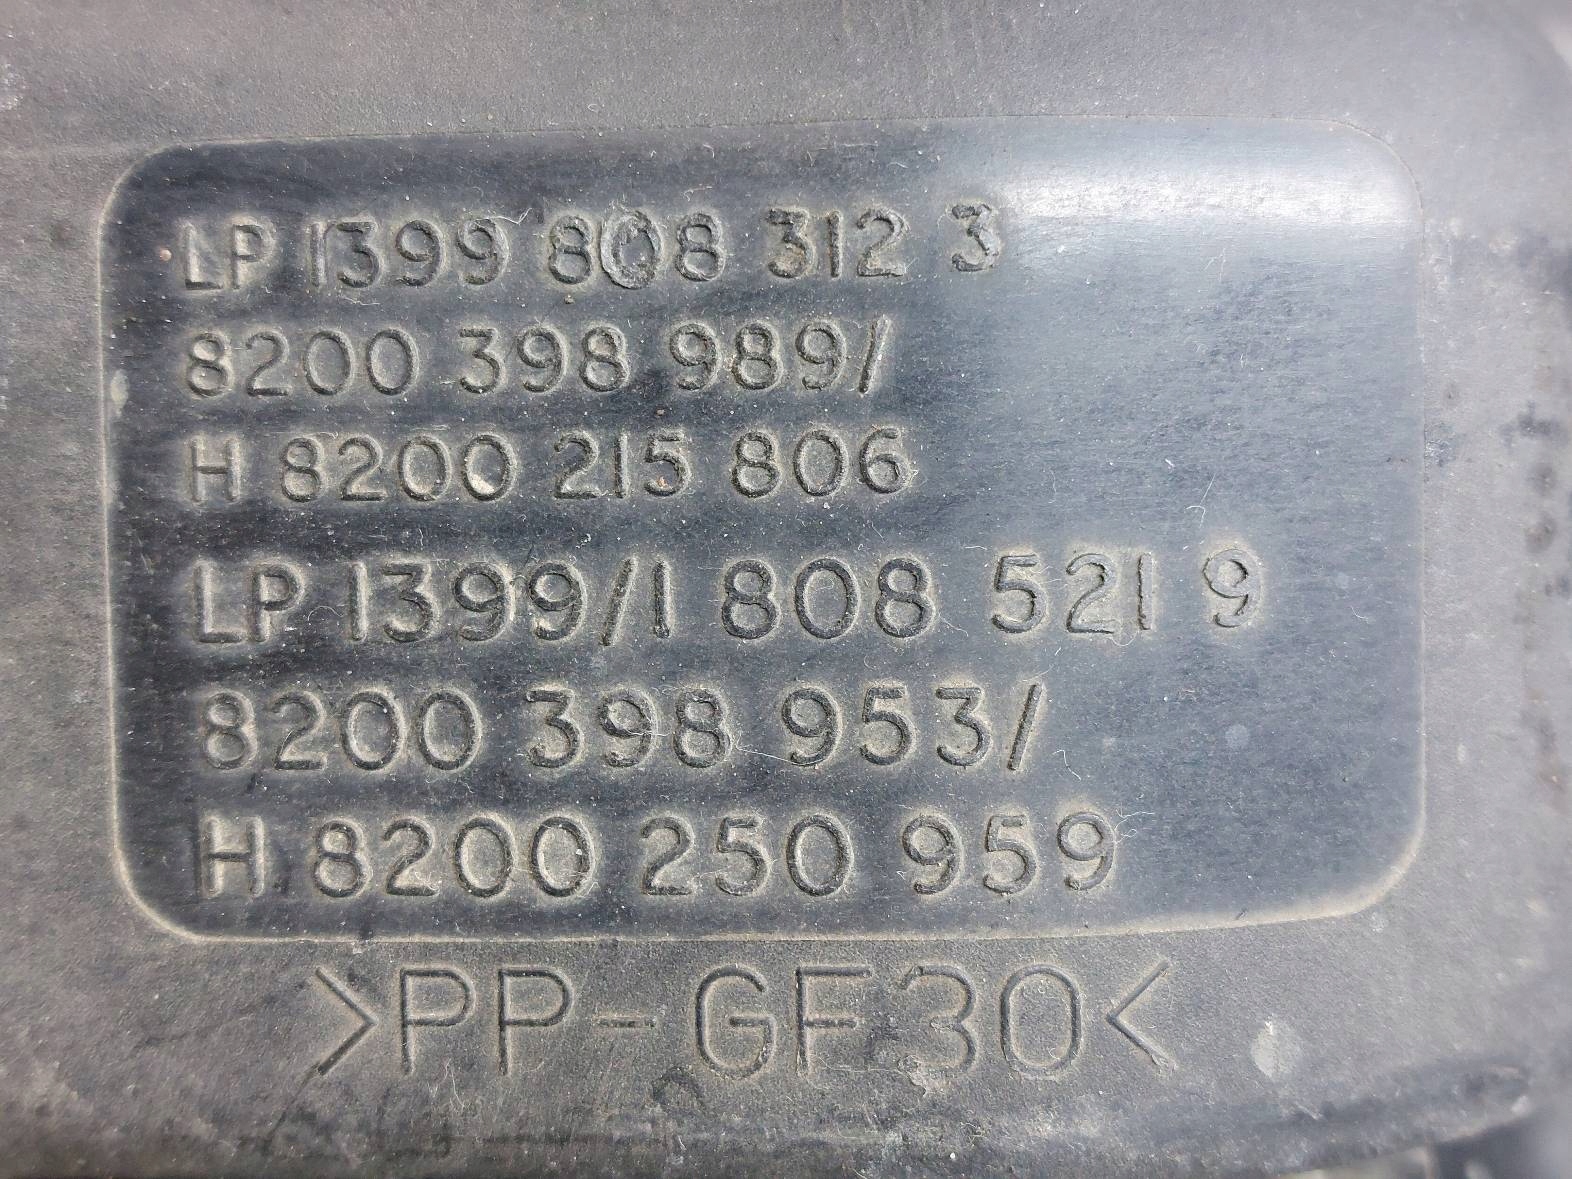 LP 1399 808 312 3
8200 398 989/
H 8200 215 806
LP 1399/1 808 521 9
8200 398 953/
H 8200 250 959
>PP-GF30<